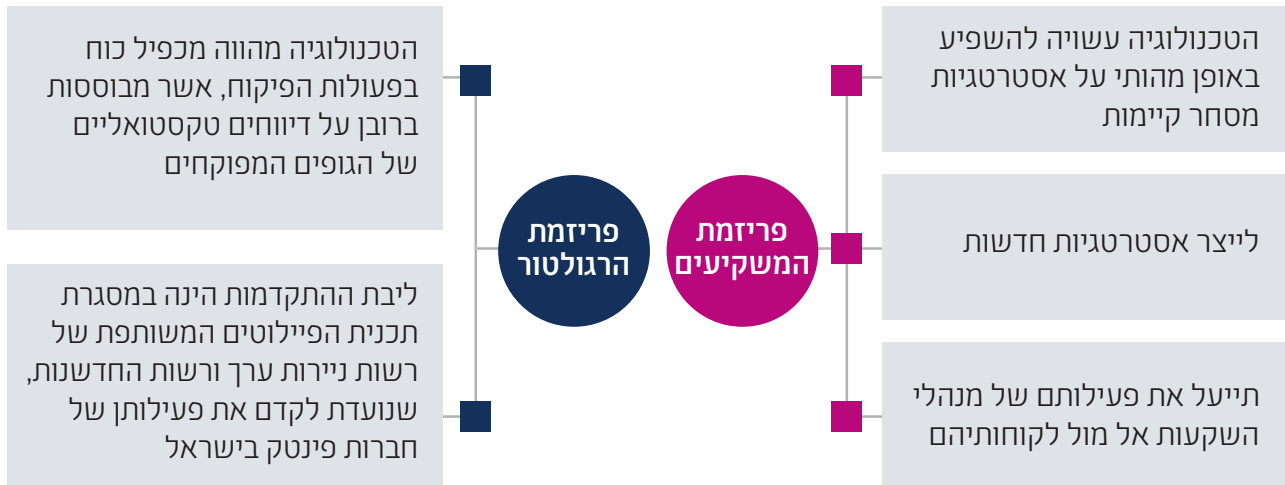 הטכנולוגיה עשויה להשפיע
באופן מהותי על אסטרטגיות
מסחר קיימות
לייצר אסטרטגיות חדשות
תייעל את פעילותם של מנהלי
השקעות אל מול לקוחותיהם
פריזמת
המשקיעים
פריזמת
הרגולטור
הטכנולוגיה מהווה מכפיל כוח
בפעולות הפיקוח, אשר מבוססות
ברובן על דיווחים טקסטואליים
של הגופים המפוקחים
ליבת ההתקדמות הינה במסגרת
תכנית הפיילוטים המשותפת של
רשות ניירות ערך ורשות החדשנות,
שנועדת לקדם את פעילותן של
חברות פינטק בישראל